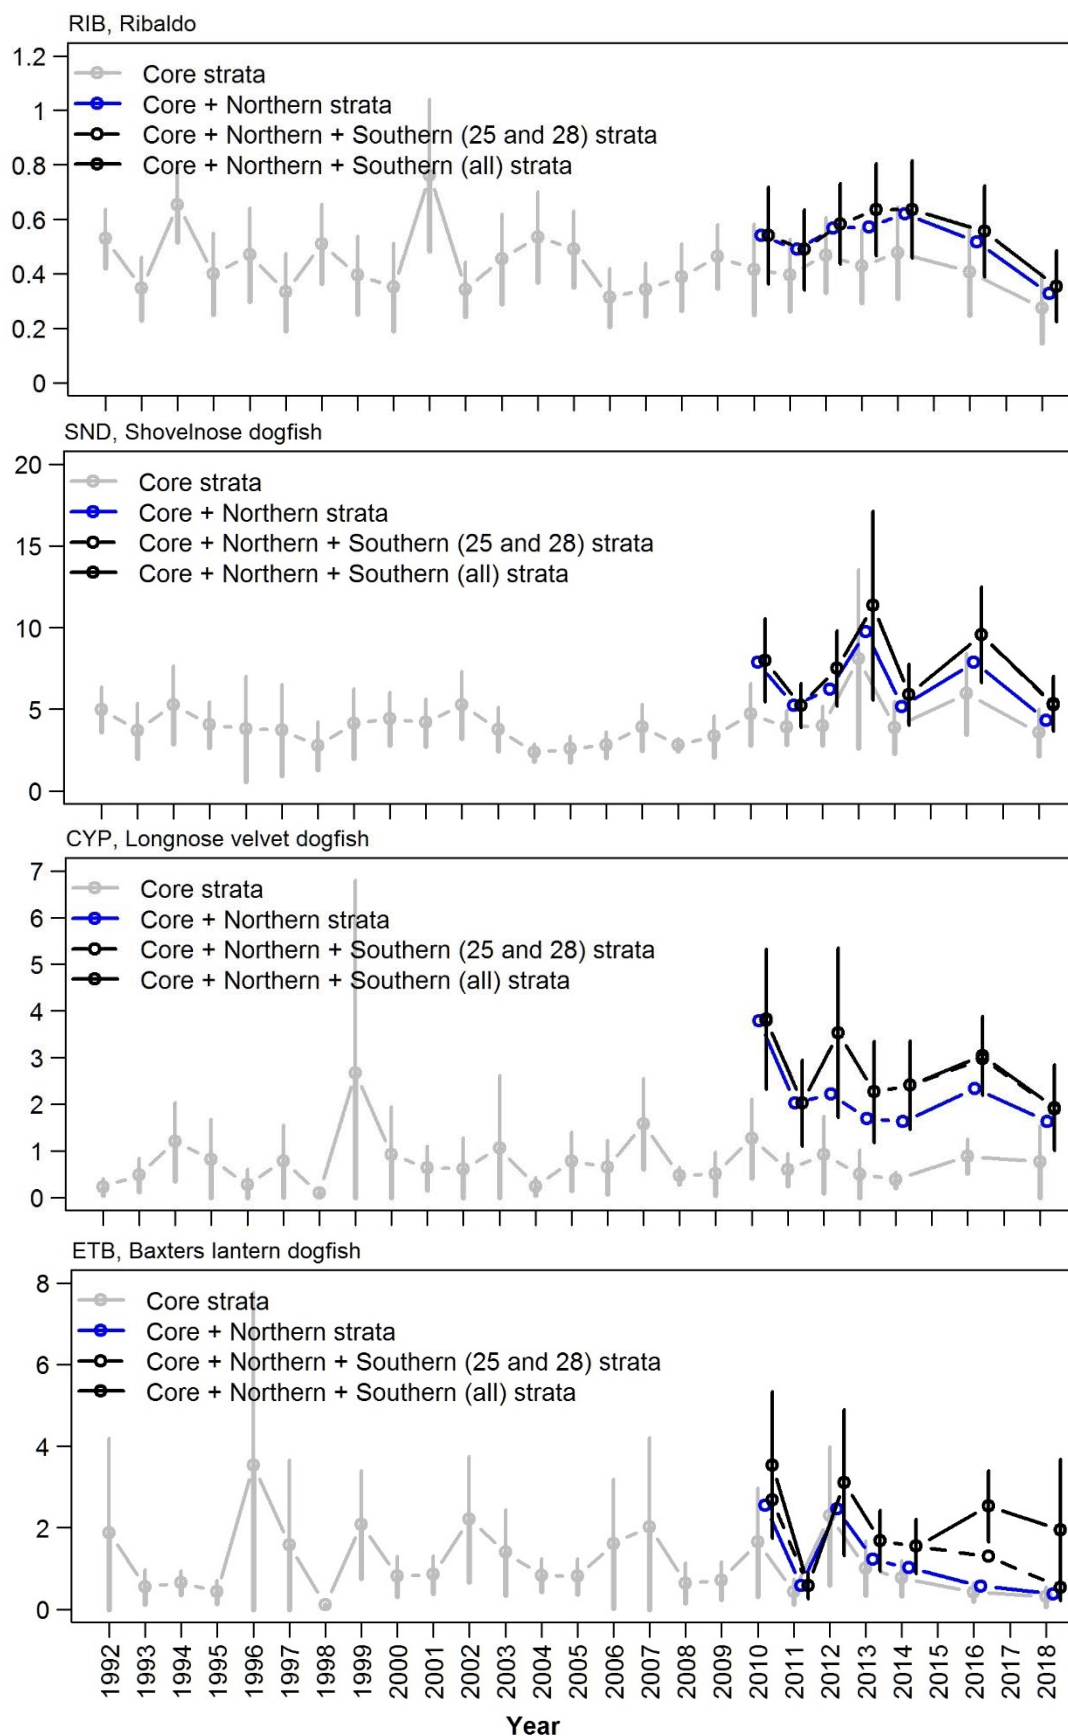 RIB, Ribaldo
1.2
1
0.8
0.6
0.4
0.2
0
Core strata
Core + Northern strata
Core + Northern + Southern (25 and 28) strata
Core + Northern + Southern (all) strata
SND, Shovelnose dogfish
20
15
10
5
0
Core strata
Core + Northern strata
Core + Northern + Southern (25 and 28) strata
Core + Northern + Southern (all) strata
CYP, Longnose velvet dogfish
7
6
5
4
3
2
1
0
Core strata
Core + Northern strata
Core + Northern + Southern (25 and 28) strata
Core + Northern + Southern (all) strata
ETB, Baxters lantern dogfish
8
6
4
2
0
Core strata
Core + Northern strata
Core + Northern + Southern (25 and 28) strata
Core + Northern + Southern (all) strata
1992
1993
1994
1995
1996
1997
1998
1999
2000
2001
2002
2003
2004
2005
2006
2007
2008
2009
2010
2011
2012
2013
2014
2015
2016
2017
2018
Year